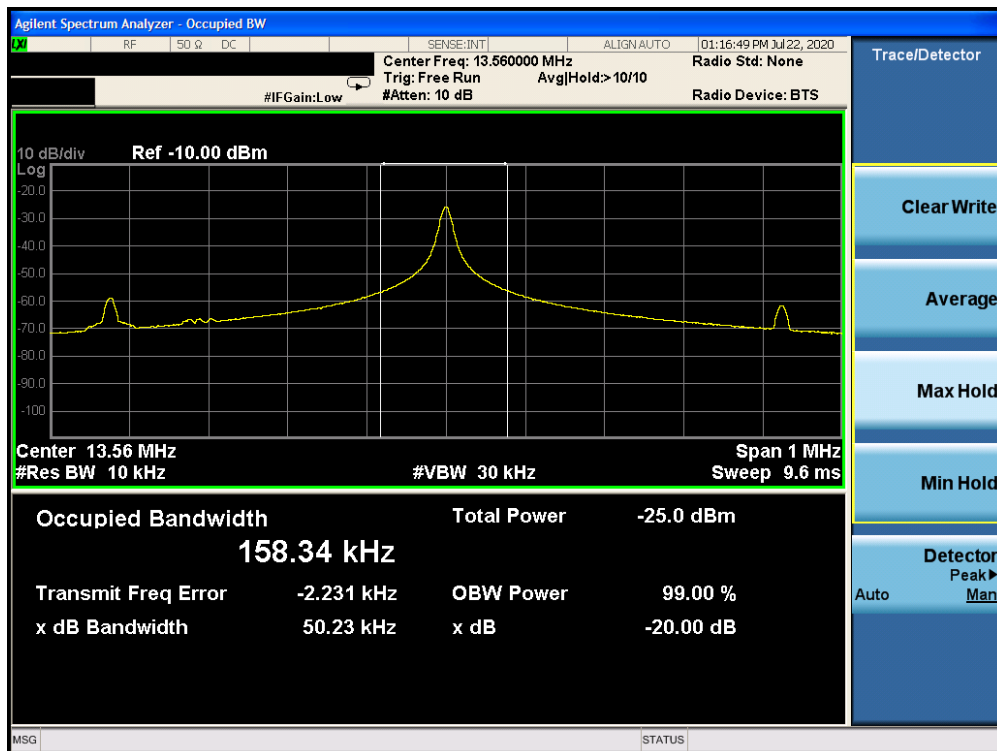 Agilent Spectrum Analyzer - Occupied BW
LXI RF 50 Ω DC SENSE:INT ALIGN AUTO 01:16:49 PM Jul 22, 2020
Center Freq: 13.560000 MHz Radio Std: None
Trig: Free Run Avg|Hold:>10/10
#IFGain:Low #Atten: 10 dB Radio Device: BTS
Trace/Detector
10 dB/div Ref -10.00 dBm
Log
-20.0
-30.0
-40.0
-50.0
-60.0
-70.0
-80.0
-90.0
-100
Center 13.56 MHz Span 1 MHz
#Res BW 10 kHz #VBW 30 kHz Sweep 9.6 ms
Occupied Bandwidth Total Power -25.0 dBm
158.34 kHz
Transmit Freq Error -2.231 kHz OBW Power 99.00 %
x dB Bandwidth 50.23 kHz x dB -20.00 dB
Clear Write
Average
Max Hold
Min Hold
Detector
Peak▶
Auto Man
MSG STATUS